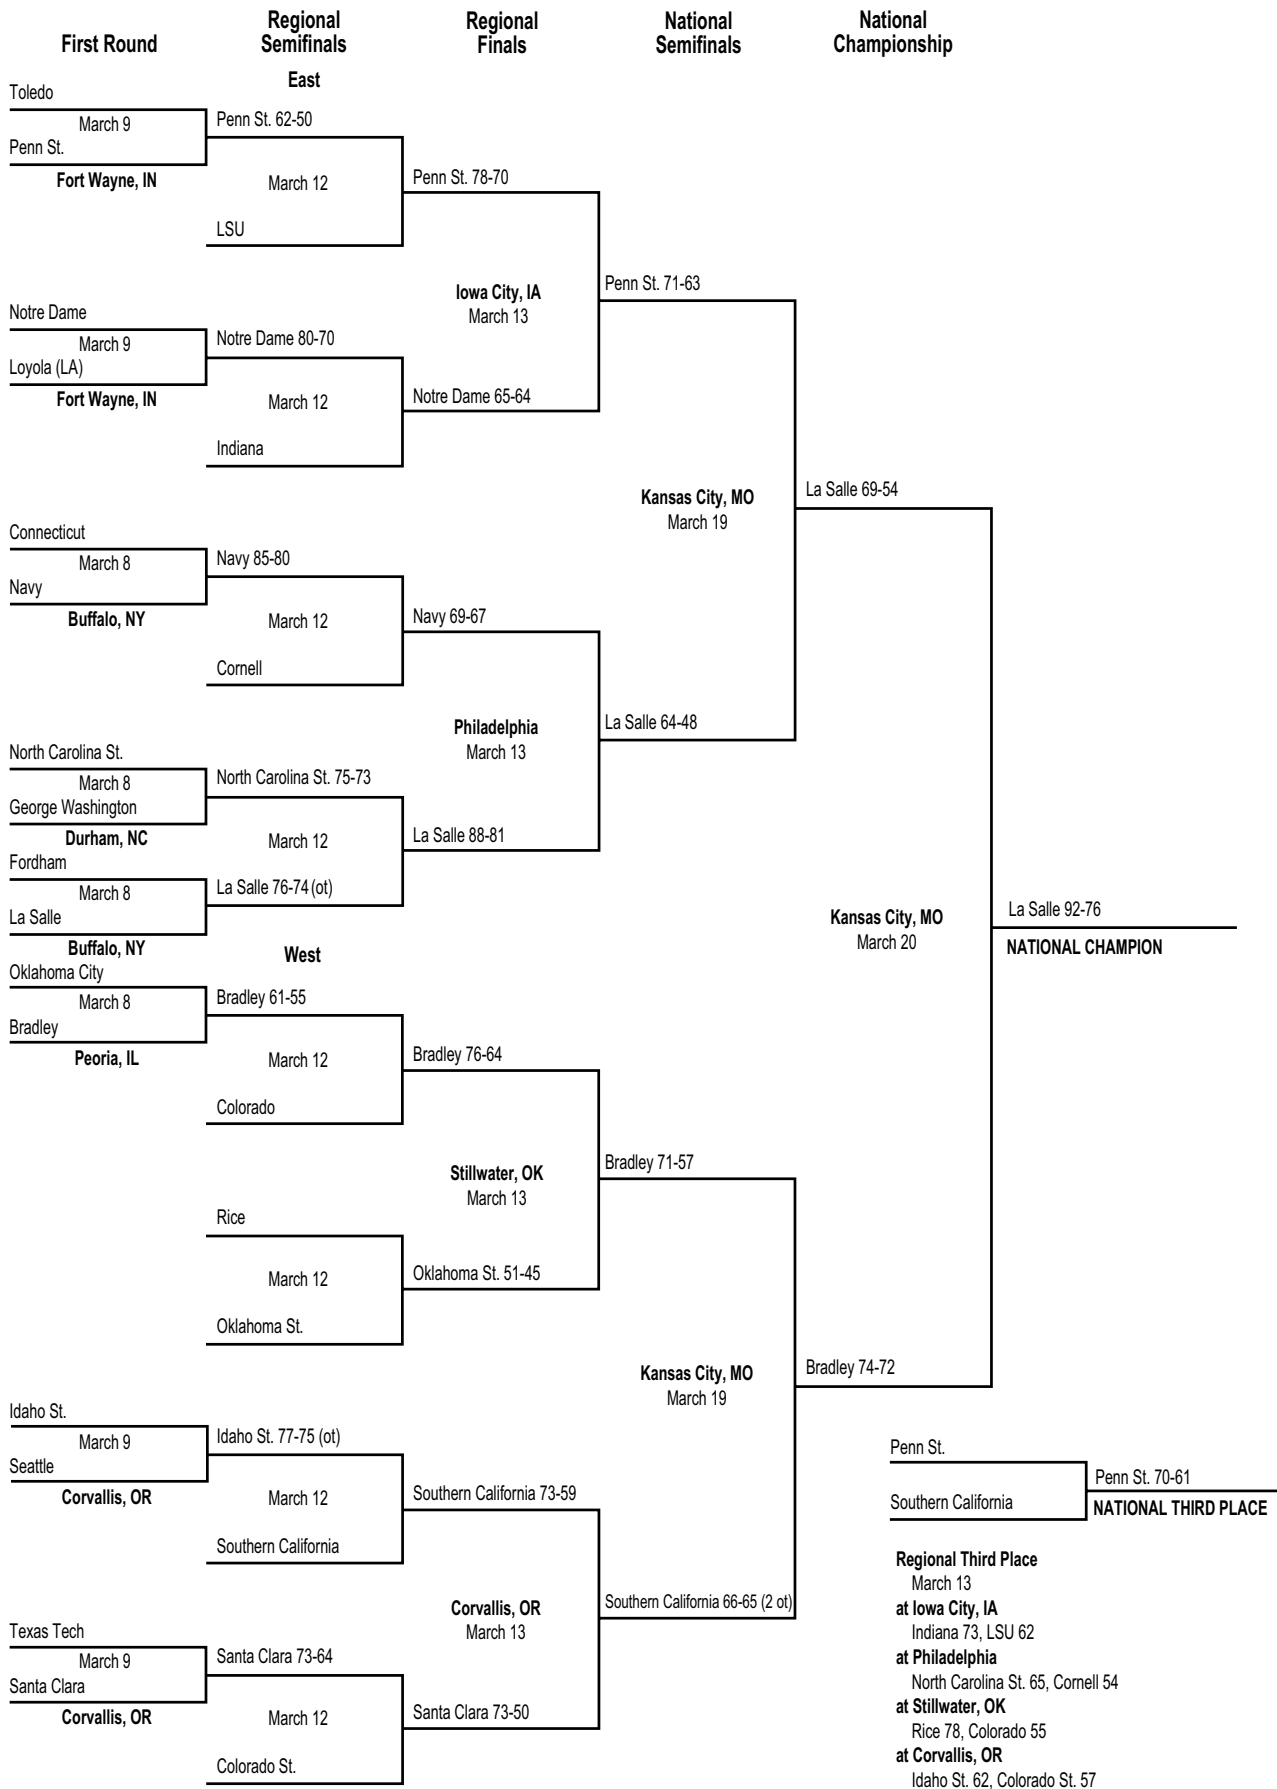 First Round
Regional
Semifinals
Regional
Finals
National
Semifinals
National
Championship
East
Toledo
March 9
Penn St.
Fort Wayne, IN
Penn St. 62-50
March 12
LSU
Penn St. 78-70
Iowa City, IA
March 13
Penn St. 71-63
Notre Dame
March 9
Loyola (LA)
Fort Wayne, IN
Notre Dame 80-70
March 12
Indiana
Notre Dame 65-64
Kansas City, MO
March 19
La Salle 69-54
Connecticut
March 8
Navy
Buffalo, NY
Navy 85-80
March 12
Cornell
Navy 69-67
Philadelphia
March 13
La Salle 64-48
North Carolina St.
March 8
George Washington
Durham, NC
North Carolina St. 75-73
March 12
La Salle 88-81
Fordham
March 8
La Salle
Buffalo, NY
La Salle 76-74 (ot)
Kansas City, MO
March 20
La Salle 92-76
NATIONAL CHAMPION
West
Oklahoma City
March 8
Bradley
Peoria, IL
Bradley 61-55
March 12
Colorado
Bradley 76-64
Stillwater, OK
March 13
Bradley 71-57
Rice
March 12
Oklahoma St.
Oklahoma St. 51-45
Kansas City, MO
March 19
Bradley 74-72
Idaho St.
March 9
Seattle
Corvallis, OR
Idaho St. 77-75 (ot)
March 12
Southern California
Southern California 73-59
Corvallis, OR
March 13
Southern California 66-65 (2 ot)
Texas Tech
March 9
Santa Clara
Corvallis, OR
Santa Clara 73-64
March 12
Colorado St.
Santa Clara 73-50
Penn St.
Southern California
Penn St. 70-61
NATIONAL THIRD PLACE
Regional Third Place
March 13
at Iowa City, IA
Indiana 73, LSU 62
at Philadelphia
North Carolina St. 65, Cornell 54
at Stillwater, OK
Rice 78, Colorado 55
at Corvallis, OR
Idaho St. 62, Colorado St. 57